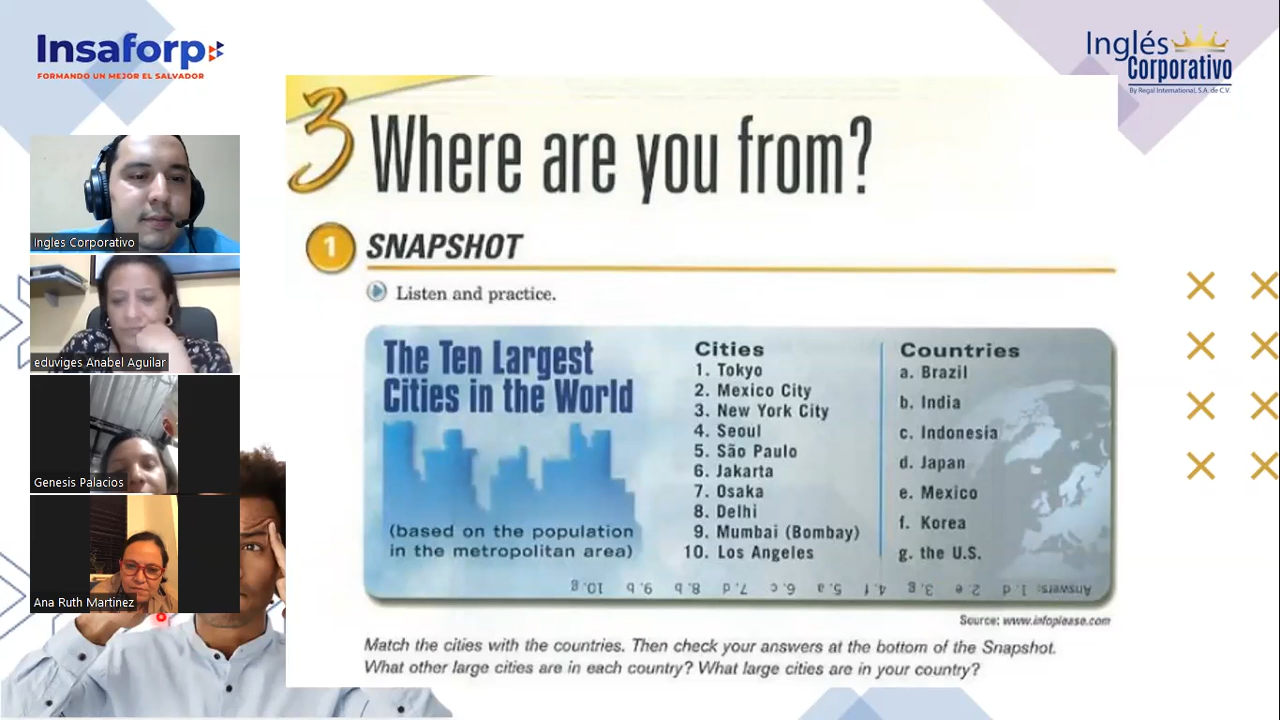 Insaforp
FORMANDO UN MEJOR EL SALVADOR
Inglés
Corporativo
By Regal International, S.A. de C.V.
Ingles Corporativo
eduviges Anabel Aguilar
Genesis Palacios
Ana Ruth Martinez
3 Where are you from?
1 SNAPSHOT
Listen and practice.
The Ten Largest
Cities in the World
(based on the population
in the metropolitan area)
Cities
1. Tokyo
2. Mexico City
3. New York City
4. Seoul
5. São Paulo
6. Jakarta
7. Osaka
8. Delhi
9. Mumbai (Bombay)
10. Los Angeles
Countries
a. Brazil
b. India
c. Indonesia
d. Japan
e. Mexico
f. Korea
g. the U.S.
Answers: 1. d 2. e 3. g 4. f 5. a 6. c 7. d 8. b 9. b 10. g
Source: www.infoplease.com
Match the cities with the countries. Then check your answers at the bottom of the Snapshot.
What other large cities are in each country? What large cities are in your country?